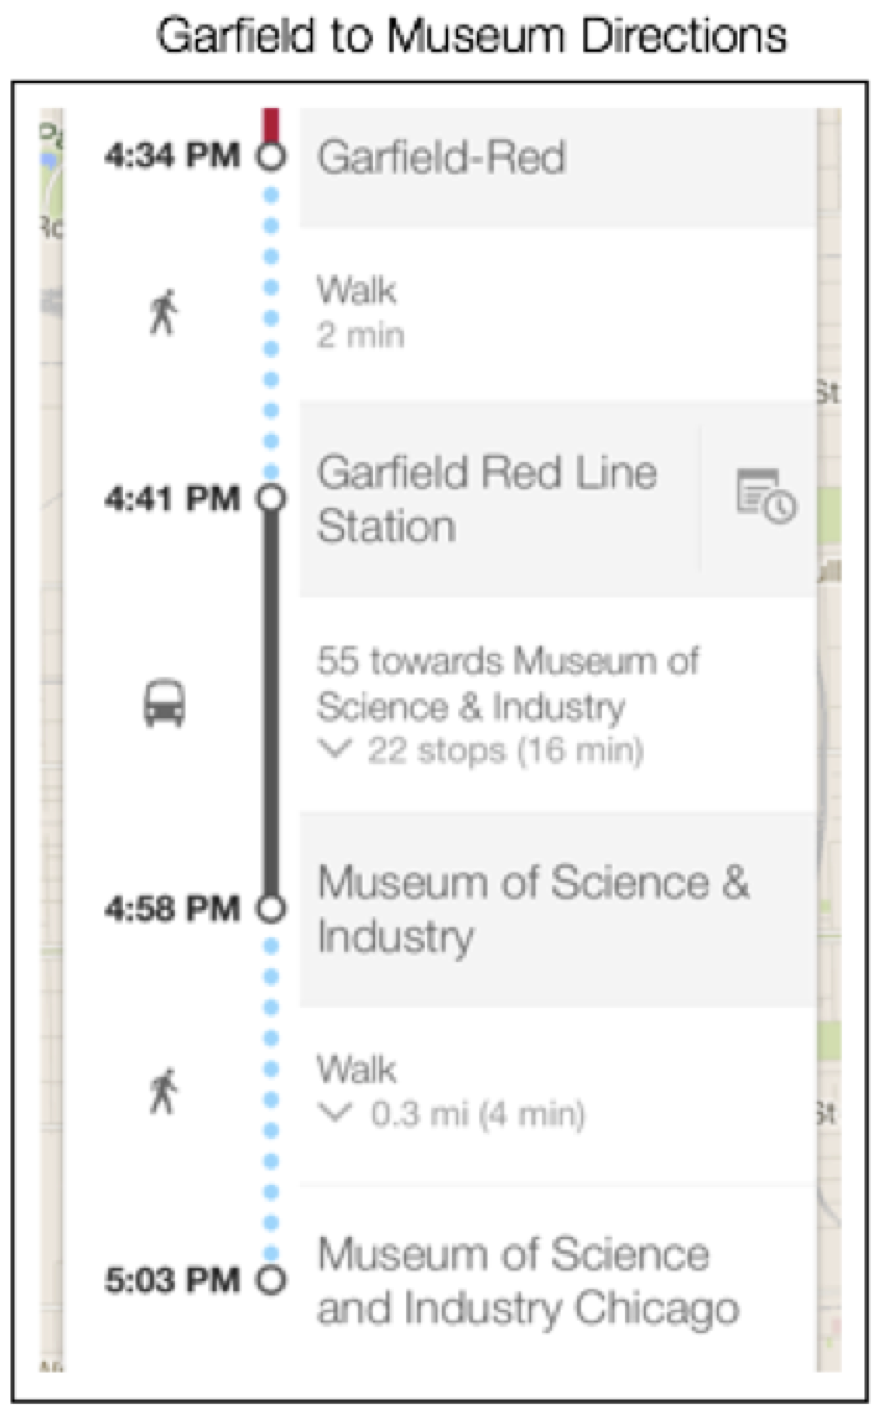 Garfield to Museum Directions
4:34 PM Garfield-Red
Walk
2 min
St
4:41 PM Garfield Red Line
Station
55 towards Museum of
Science & Industry
22 stops (16 min)
4:58 PM Museum of Science &
Industry
Walk
0.3 mi (4 min)
St
5:03 PM Museum of Science
and Industry Chicago